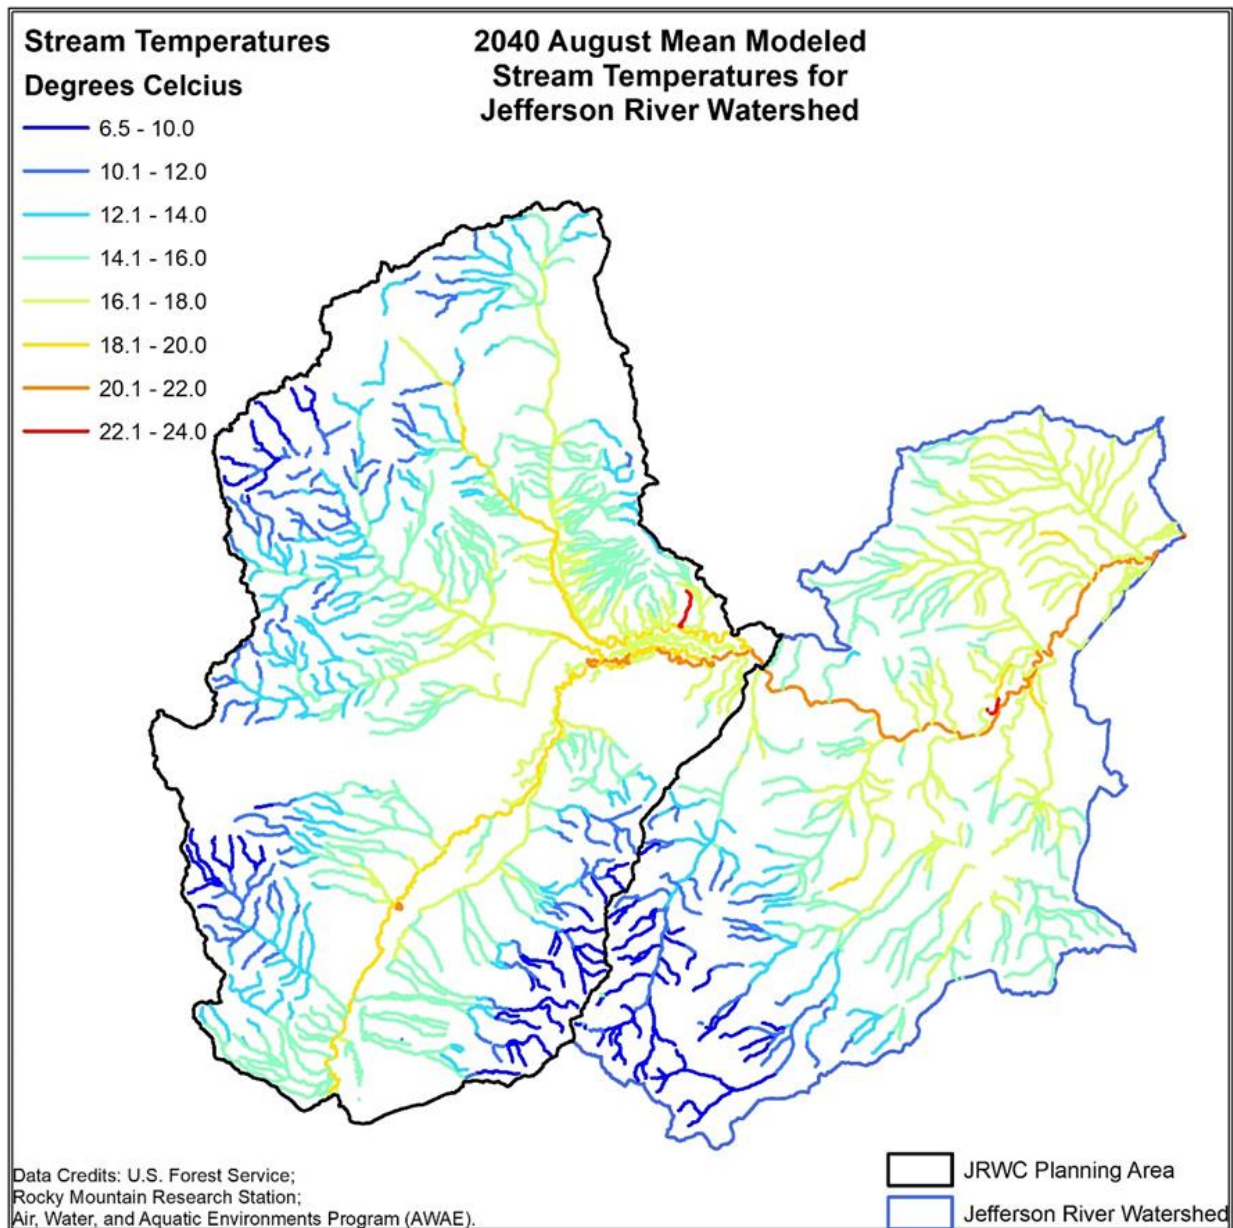 Stream Temperatures
Degrees Celcius
6.5 - 10.0
10.1 - 12.0
12.1 - 14.0
14.1 - 16.0
16.1 - 18.0
18.1 - 20.0
20.1 - 22.0
22.1 - 24.0
2040 August Mean Modeled
Stream Temperatures for
Jefferson River Watershed
Data Credits: U.S. Forest Service;
Rocky Mountain Research Station;
Air, Water, and Aquatic Environments Program (AWAE).
JRWC Planning Area
Jefferson River Watershed